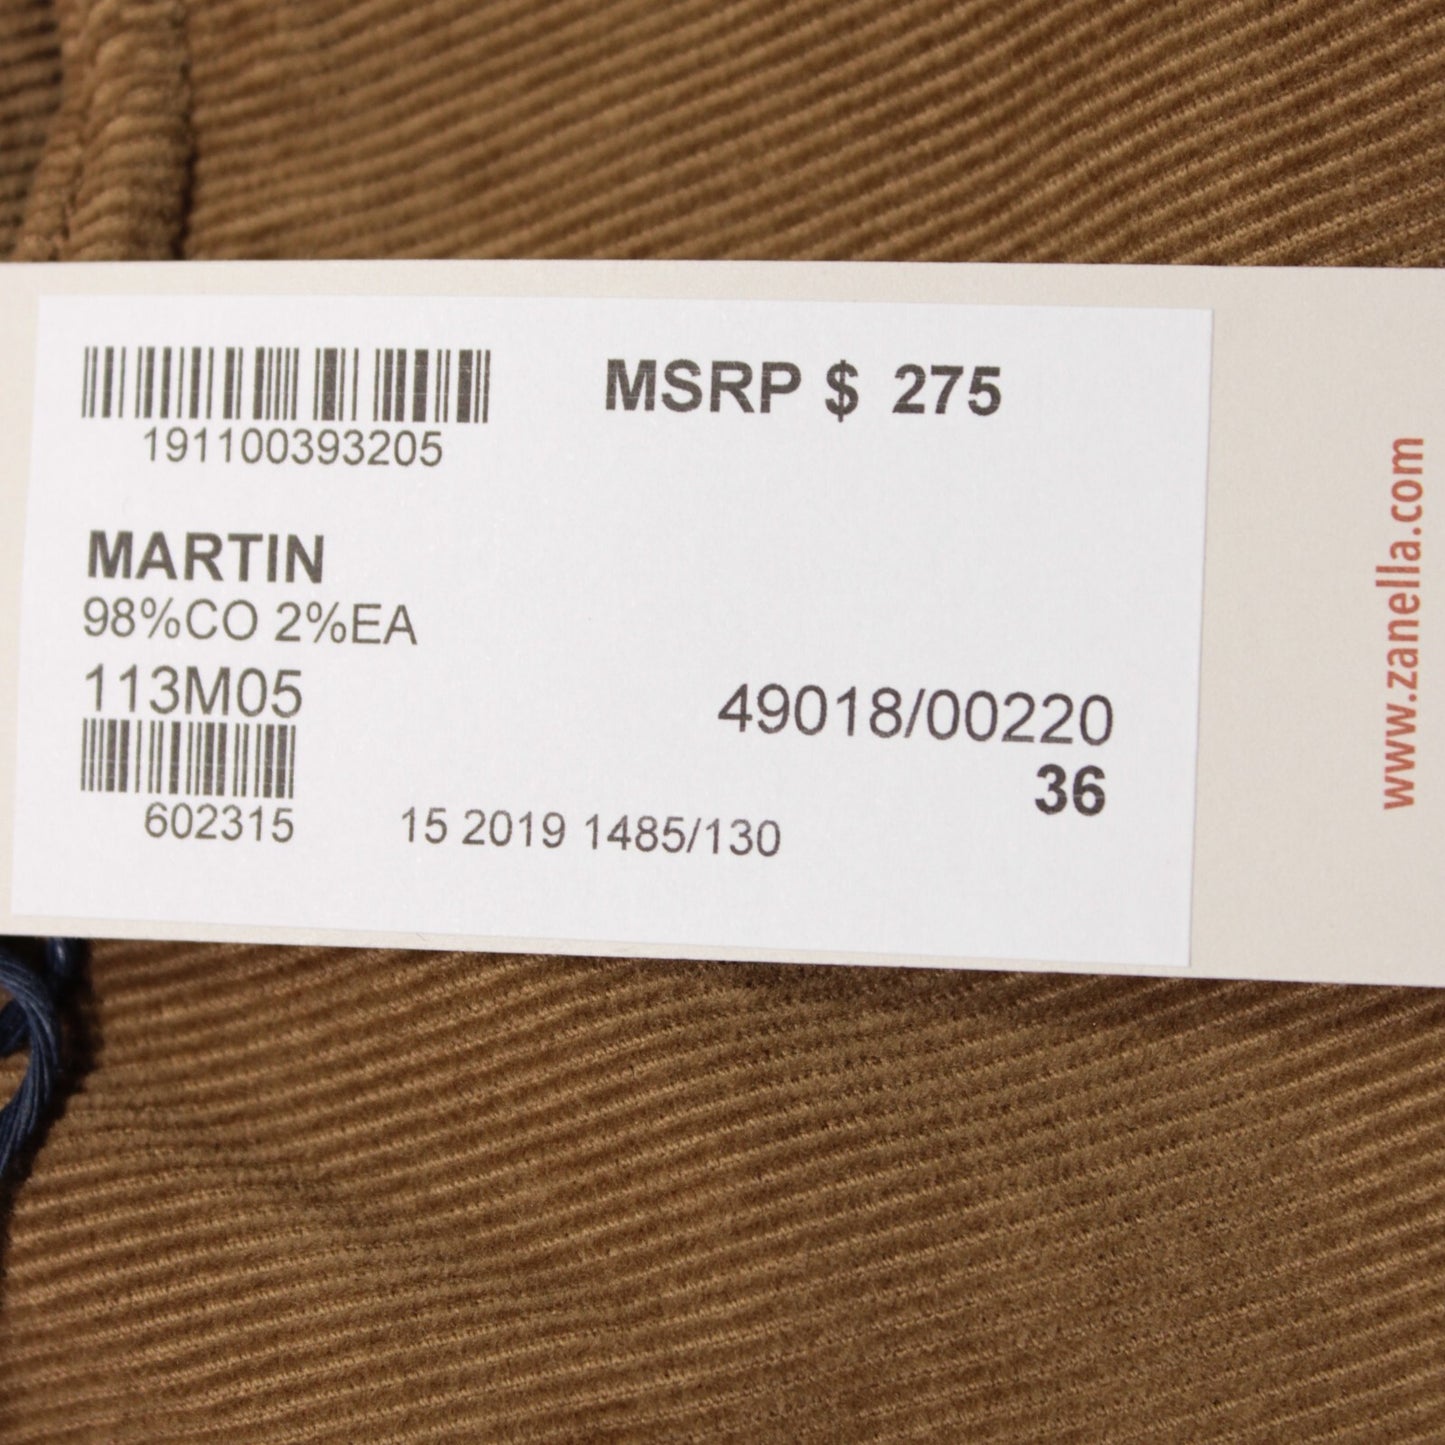 MSRP $ 275
191100393205
MARTIN
98%CO 2%EA
113M05
49018/00220
36
602315
15 2019 1485/130
www.zanella.com